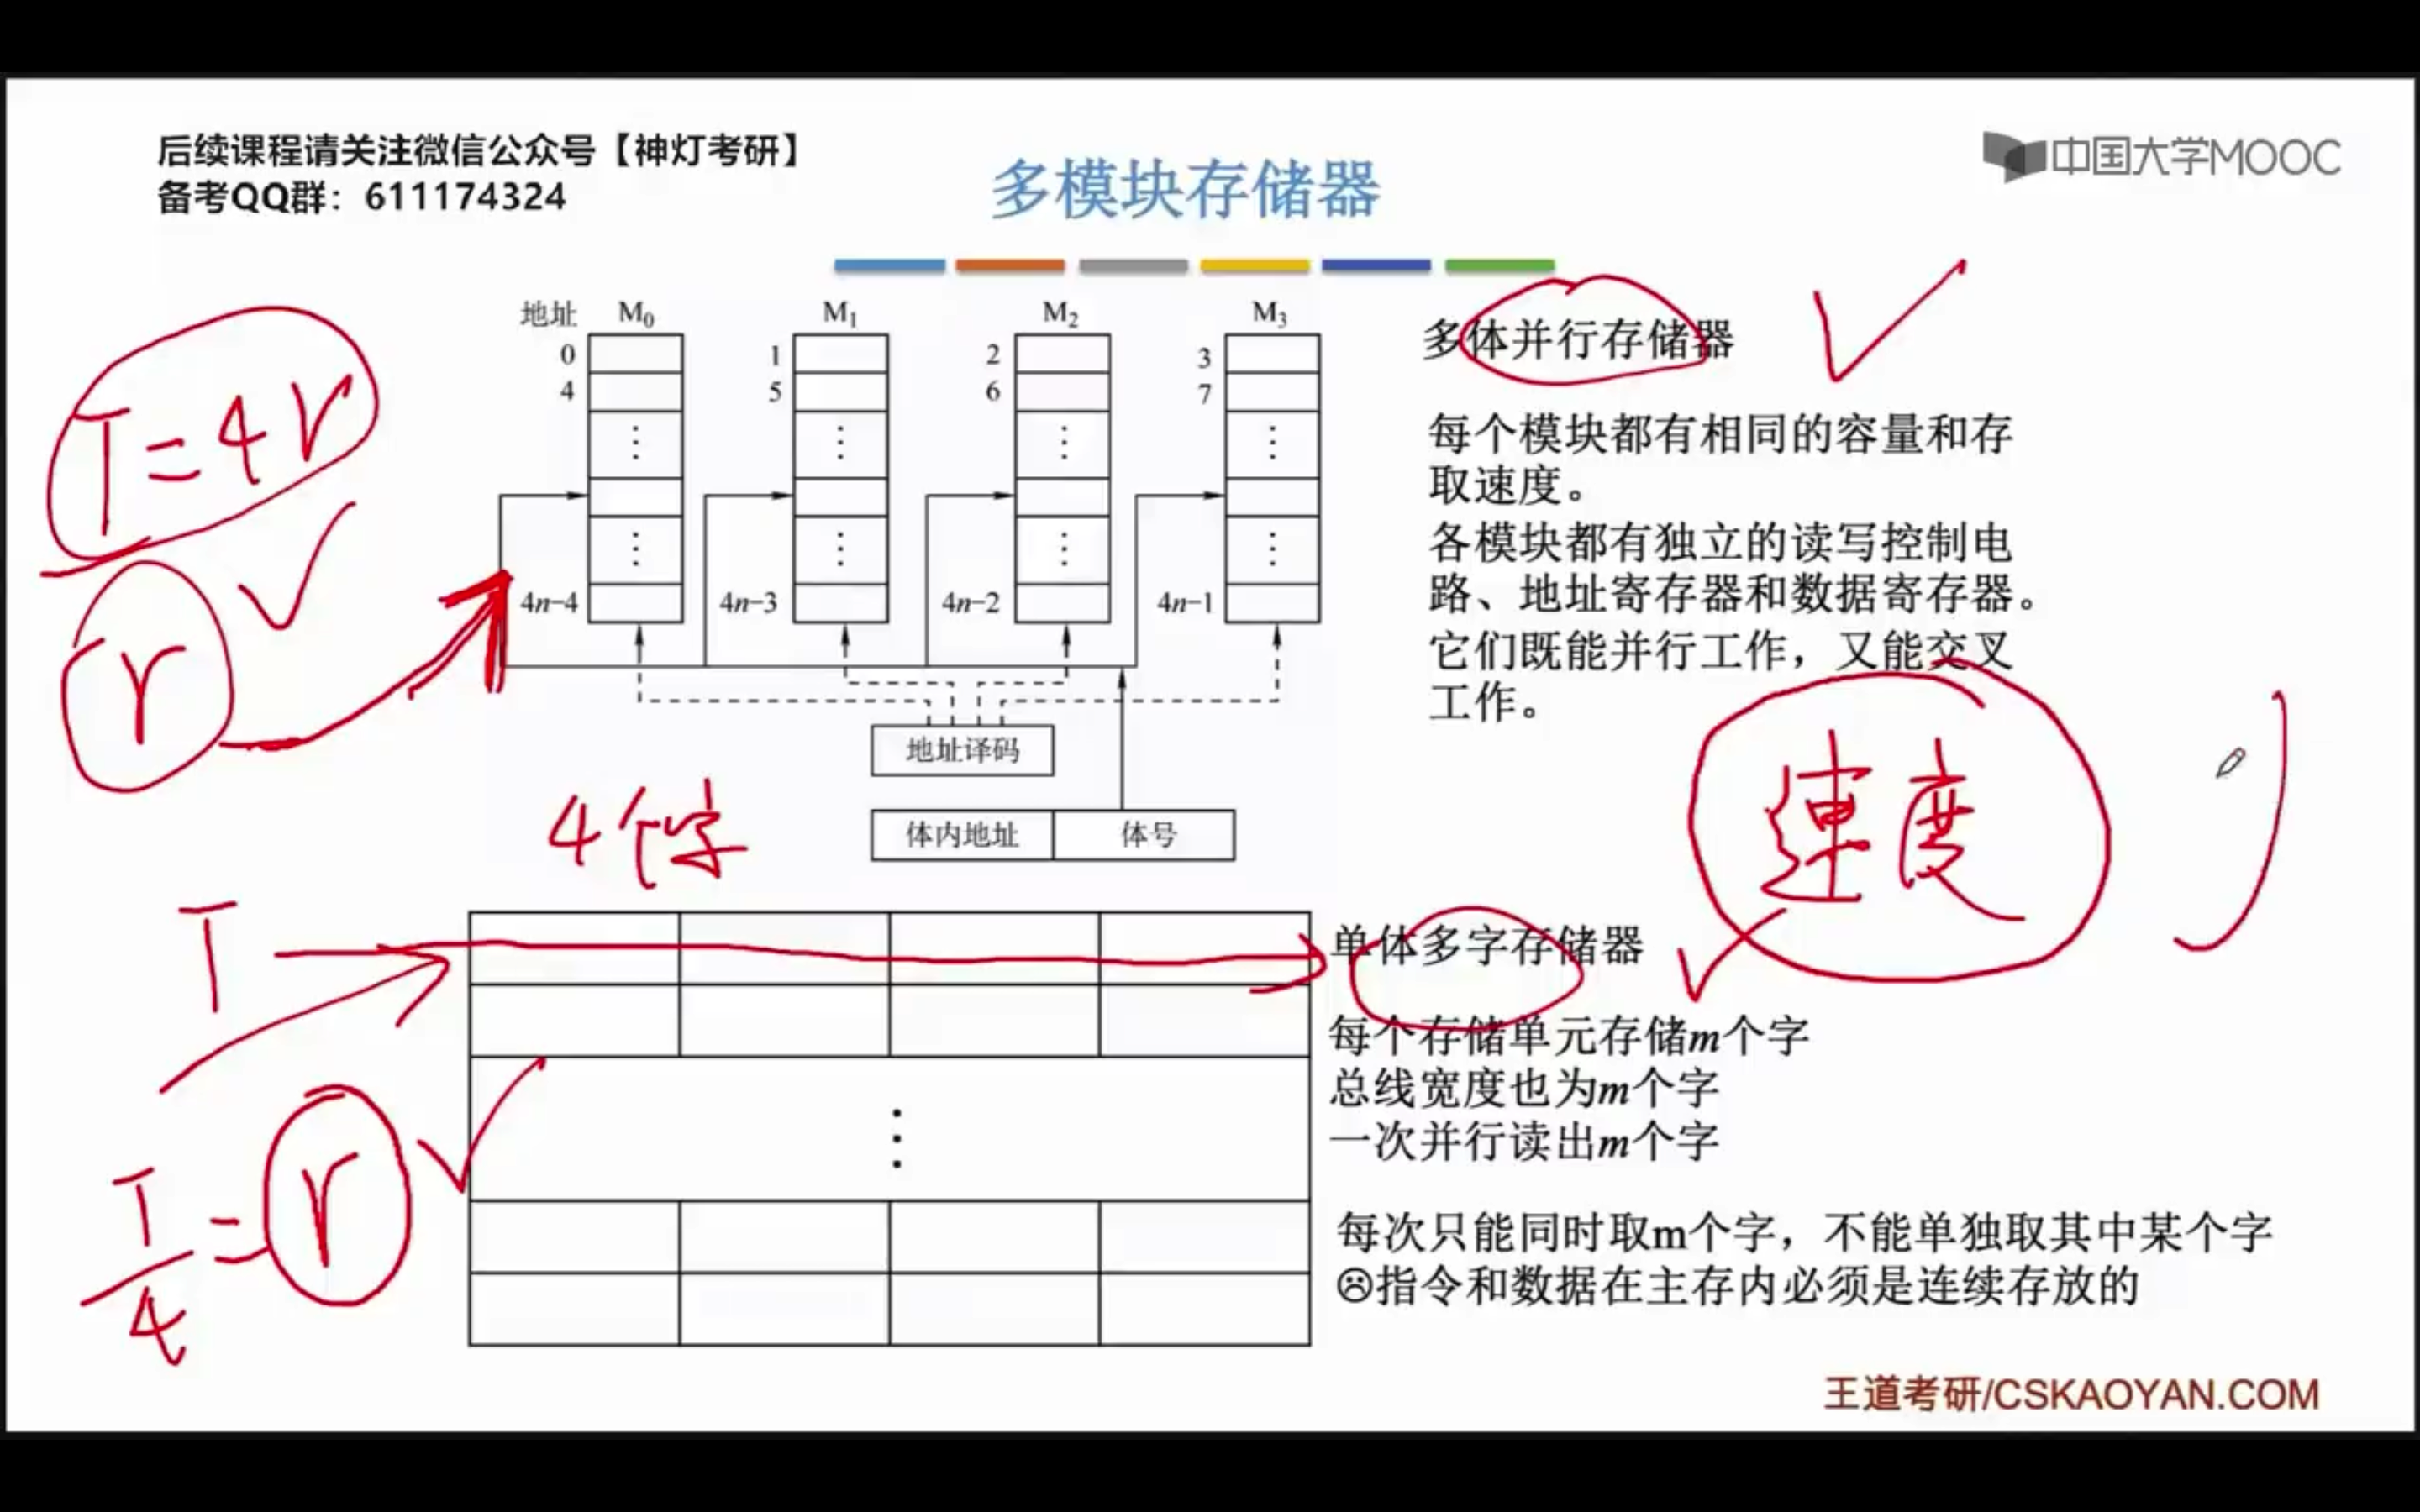 后续课程请关注微信公众号【神灯考研】
备考QQ群：611174324
多模块存储器
中国大学MOOC
地址 M₀ M₁ M₂ M₃
0 1 2 3
4 5 6 7
4n-4 4n-3 4n-2 4n-1
地址译码
体内地址 体号
多体并行存储器
每个模块都有相同的容量和存
取速度。
各模块都有独立的读写控制电
路、地址寄存器和数据寄存器。
它们既能并行工作，又能交叉
工作。
T=4r
r
速度
4个字
T
T/4=r
单体多字存储器
每个存储单元存储m个字
总线宽度也为m个字
一次并行读出m个字
每次只能同时取m个字，不能单独取其中某个字
☹指令和数据在主存内必须是连续存放的
王道考研/CSKAOYAN.COM